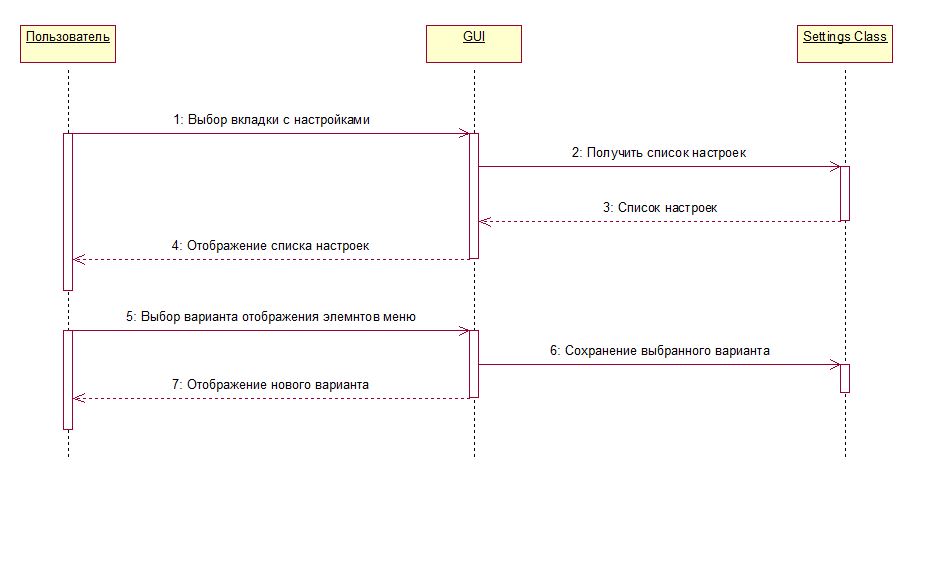 Пользователь
GUI
Settings Class
1: Выбор вкладки с настройками
2: Получить список настроек
3: Список настроек
4: Отображение списка настроек
5: Выбор варианта отображения элемнтов меню
6: Сохранение выбранного варианта
7: Отображение нового варианта